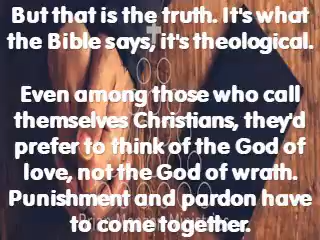 But that is the truth. It's what
the Bible says, it's theological.
Even among those who call
themselves Christians, they'd
prefer to think of the God of
love, not the God of wrath.
Punishment and pardon have
to come together.